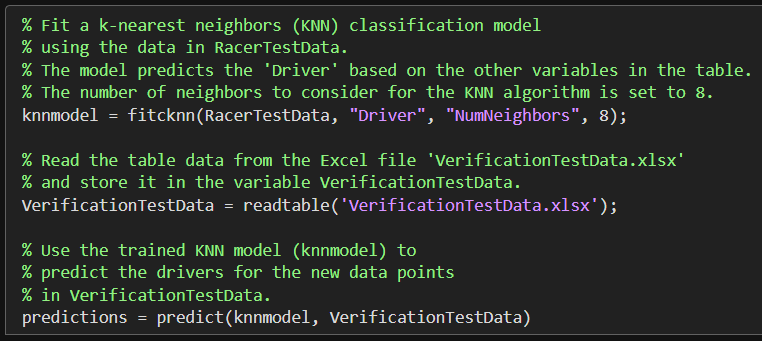 % Fit a k-nearest neighbors (KNN) classification model
% using the data in RacerTestData.
% The model predicts the 'Driver' based on the other variables in the table.
% The number of neighbors to consider for the KNN algorithm is set to 8.
knnmodel = fitcknn(RacerTestData, "Driver", "NumNeighbors", 8);

% Read the table data from the Excel file 'VerificationTestData.xlsx'
% and store it in the variable VerificationTestData.
VerificationTestData = readtable('VerificationTestData.xlsx');

% Use the trained KNN model (knnmodel) to
% predict the drivers for the new data points
% in VerificationTestData.
predictions = predict(knnmodel, VerificationTestData)